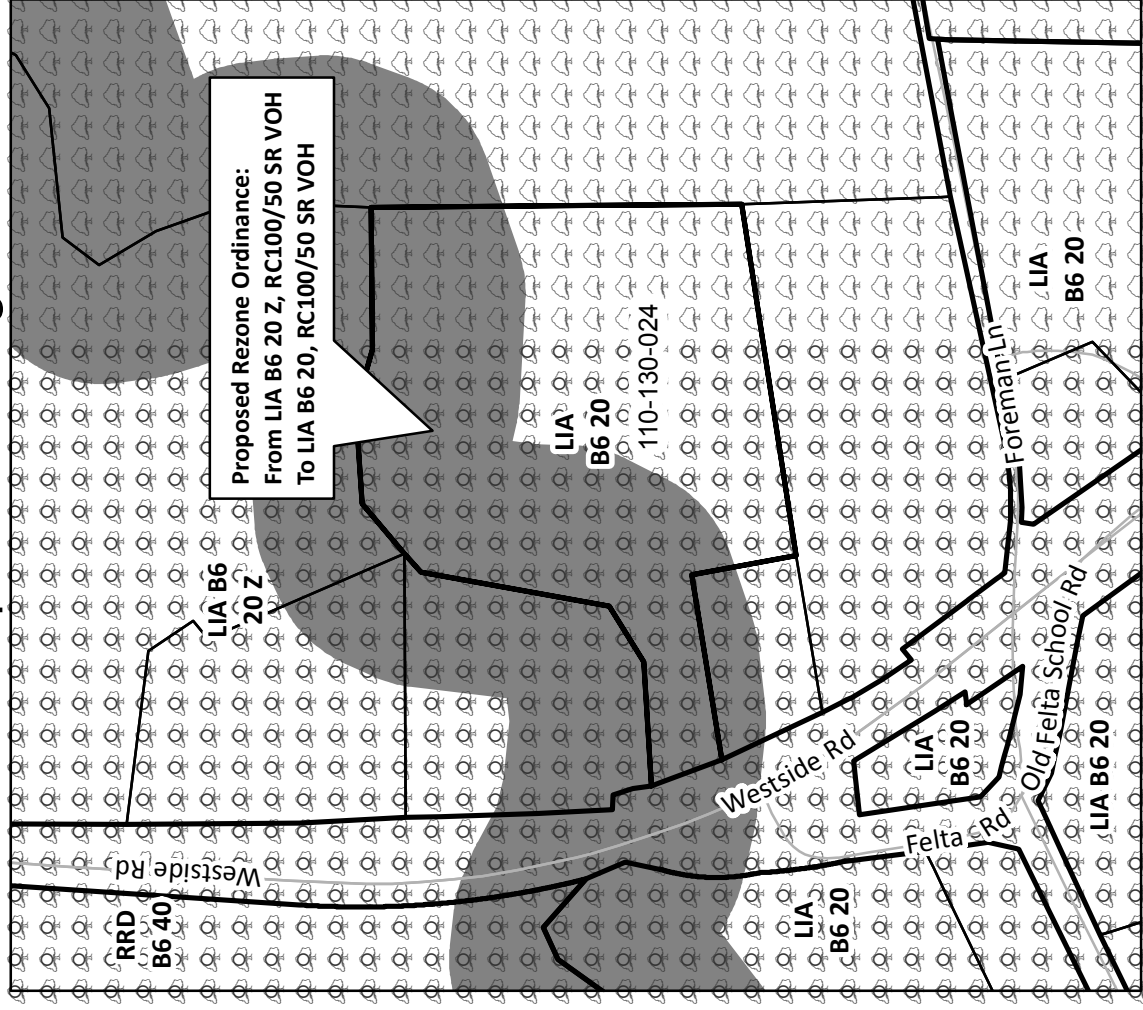 Proposed Rezone Ordinance:
From LIA B6 20 Z, RC100/50 SR VOH
To LIA B6 20, RC100/50 SR VOH
LIA B6
20 Z
RRD
B6 40
Westside Rd
LIA
B6 20
110-130-024
Westside Rd
LIA
B6 20
Foreman Ln
LIA
B6 20
Old Felta School Rd
Felta Rd
LIA
B6 20
LIA B6 20